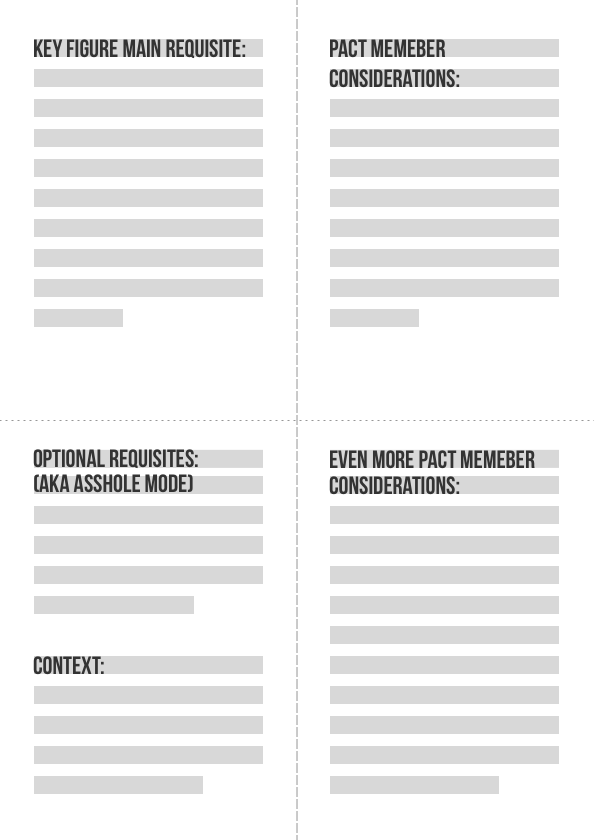 KEY FIGURE MAIN REQUISITE:
PACT MEMEBER
CONSIDERATIONS:
OPTIONAL REQUISITES:
(AKA ASSHOLE MODE)
CONTEXT:
EVEN MORE PACT MEMEBER
CONSIDERATIONS: